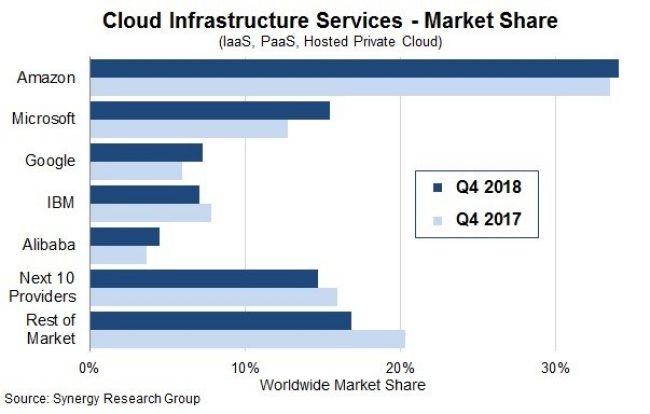 Cloud Infrastructure Services - Market Share
(IaaS, PaaS, Hosted Private Cloud)
Amazon
Microsoft
Google
IBM
Alibaba
Next 10
Providers
Rest of
Market
Q4 2018
Q4 2017
0%
10%
20%
30%
Worldwide Market Share
Source: Synergy Research Group